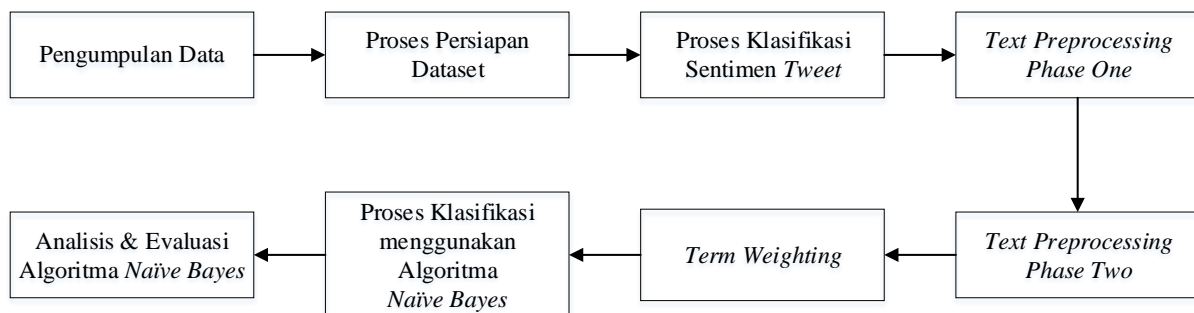 Pengumpulan Data
Proses Persiapan
Dataset
Proses Klasifikasi
Sentimen Tweet
Text Preprocessing
Phase One
Text Preprocessing
Phase Two
Term Weighting
Proses Klasifikasi
menggunakan
Algoritma
Naïve Bayes
Analisis & Evaluasi
Algoritma Naïve Bayes